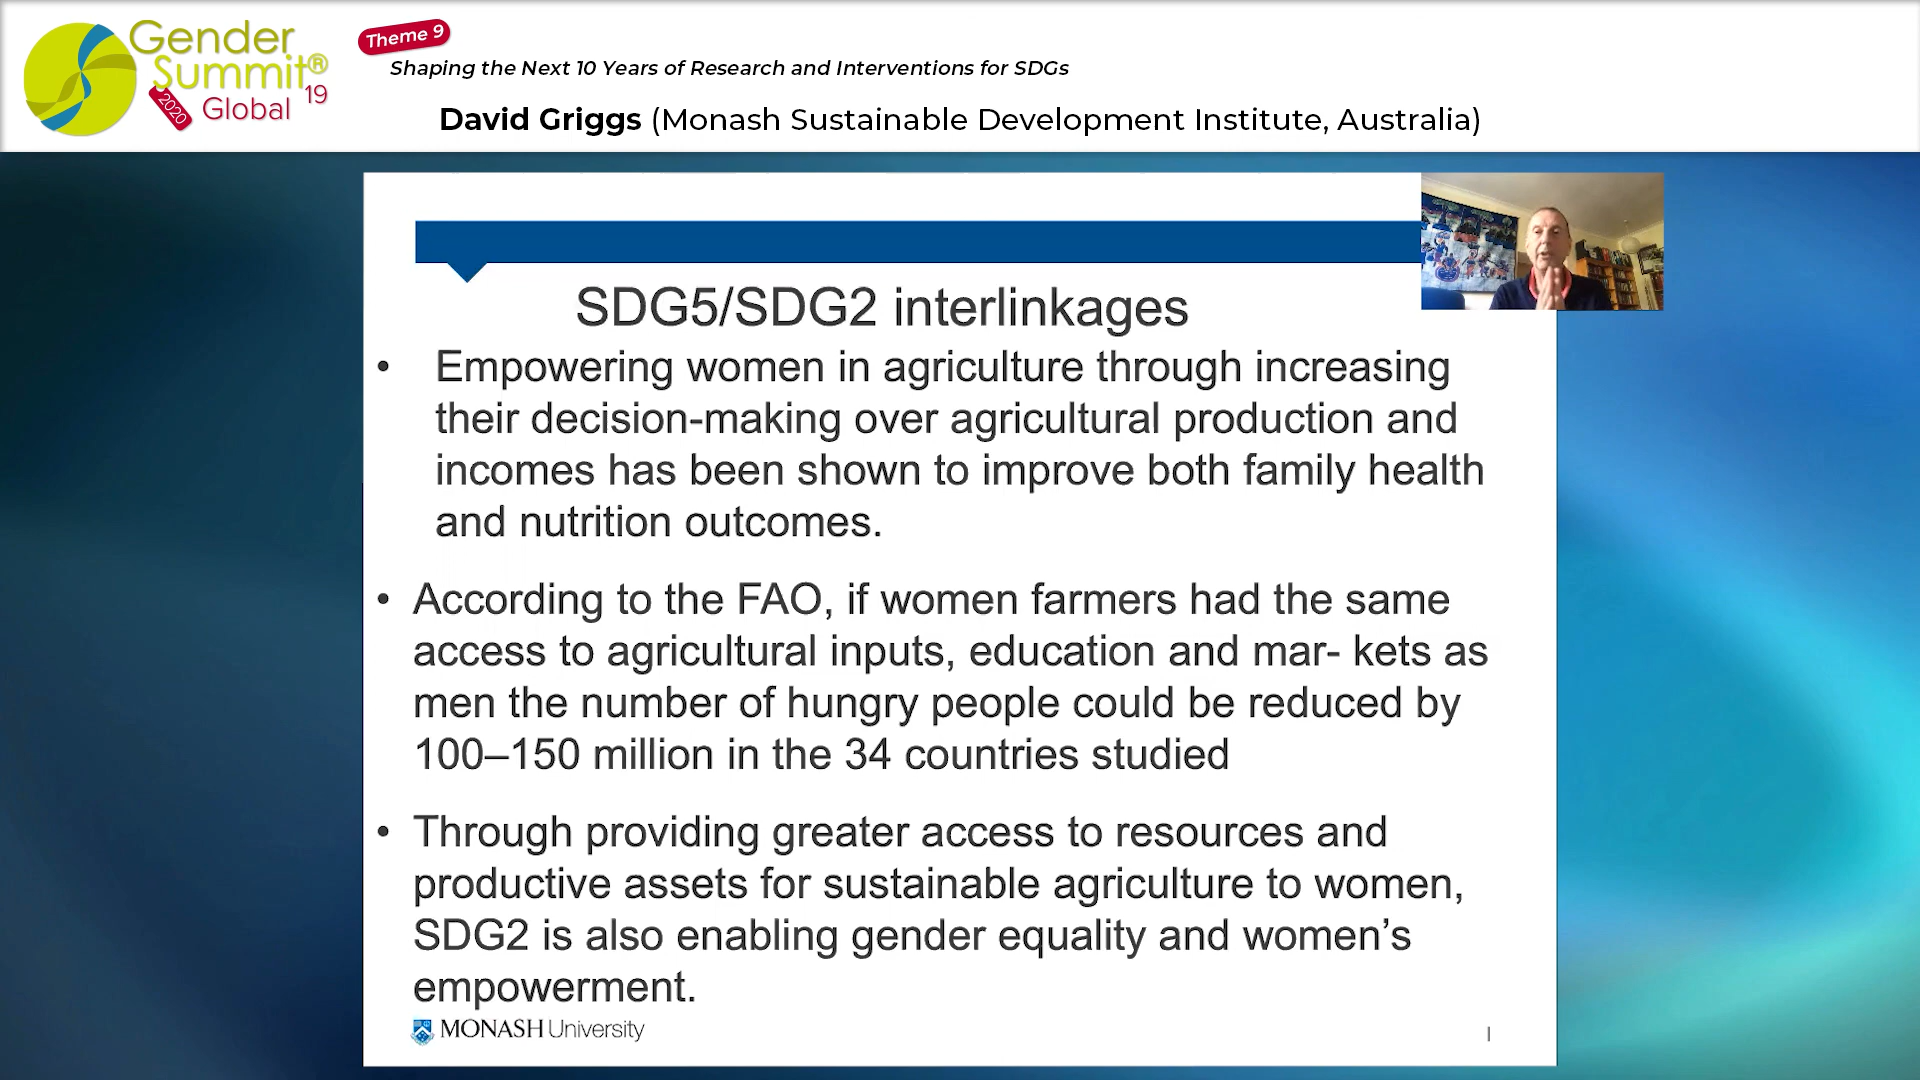 Gender
Summit®
2020
Global 19
Theme 9
Shaping the Next 10 Years of Research and Interventions for SDGs
David Griggs (Monash Sustainable Development Institute, Australia)
SDG5/SDG2 interlinkages
• Empowering women in agriculture through increasing
their decision-making over agricultural production and
incomes has been shown to improve both family health
and nutrition outcomes.
• According to the FAO, if women farmers had the same
access to agricultural inputs, education and mar- kets as
men the number of hungry people could be reduced by
100–150 million in the 34 countries studied
• Through providing greater access to resources and
productive assets for sustainable agriculture to women,
SDG2 is also enabling gender equality and women’s
empowerment.
MONASH University